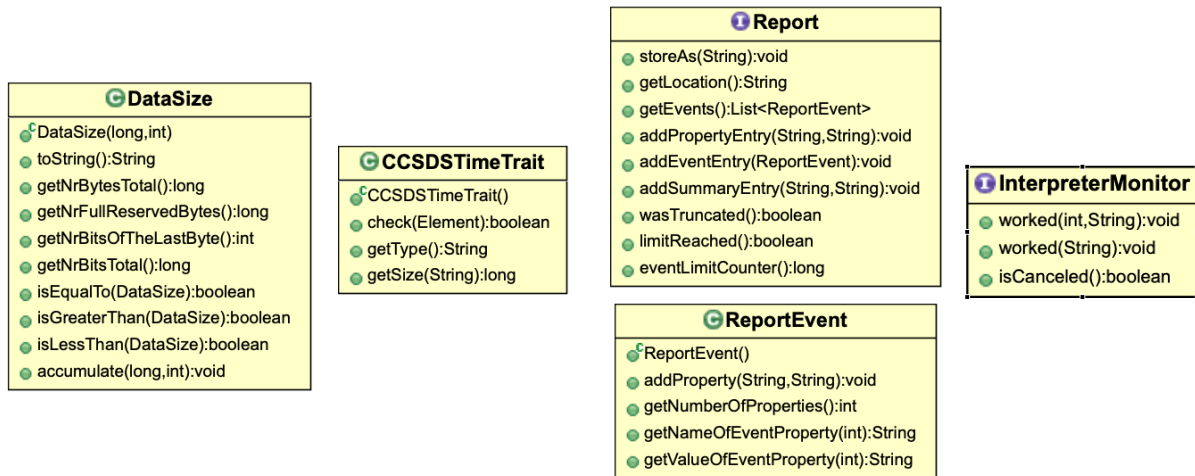 DataSize
DataSize(long,int)
toString():String
getNrBytesTotal():long
getNrFullReservedBytes():long
getNrBitsOfTheLastByte():int
getNrBitsTotal():long
isEqualTo(DataSize):boolean
isGreaterThan(DataSize):boolean
isLessThan(DataSize):boolean
accumulate(long,int):void
CCSDSTimeTrait
CCSDSTimeTrait()
check(Element):boolean
getType():String
getSize(String):long
Report
storeAs(String):void
getLocation():String
getEvents():List<ReportEvent>
addPropertyEntry(String,String):void
addEventEntry(ReportEvent):void
addSummaryEntry(String,String):void
wasTruncated():boolean
limitReached():boolean
eventLimitCounter():long
ReportEvent
ReportEvent()
addProperty(String,String):void
getNumberOfProperties():int
getNameOfEventProperty(int):String
getValueOfEventProperty(int):String
InterpreterMonitor
worked(int,String):void
worked(String):void
isCanceled():boolean